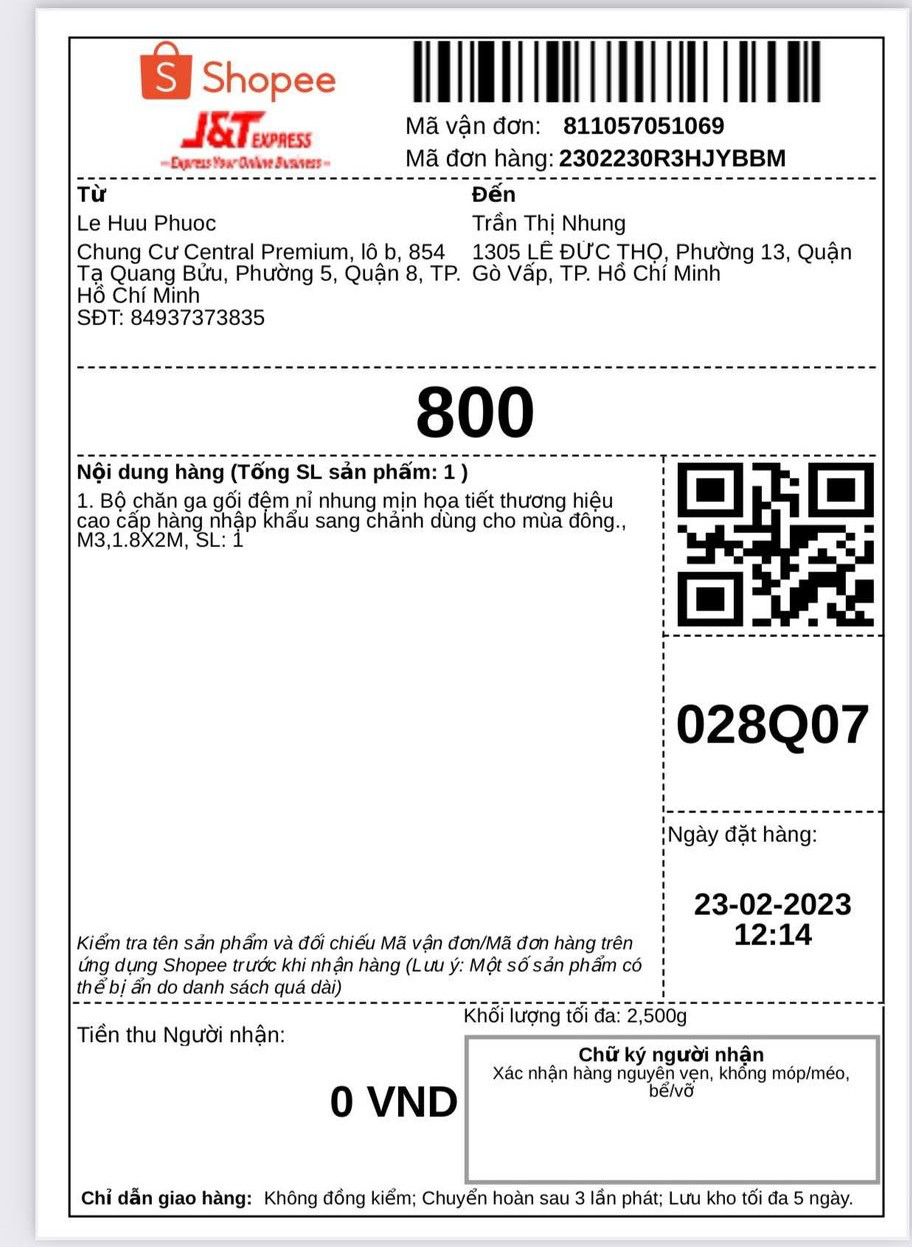 Shopee
J&T EXPRESS
Express Your Online Business
Mã vận đơn: 811057051069
Mã đơn hàng: 2302230R3HJYBBM
Từ
Le Huu Phuoc
Chung Cư Central Premium, lô b, 854
Tạ Quang Bửu, Phường 5, Quận 8, TP.
Hồ Chí Minh
SĐT: 84937373835
Đến
Trần Thị Nhung
1305 LÊ ĐỨC THỌ, Phường 13, Quận
Gò Vấp, TP. Hồ Chí Minh
800
Nội dung hàng (Tổng SL sản phẩm: 1 )
1. Bộ chăn ga gối đệm nỉ nhung mịn họa tiết thương hiệu
cao cấp hàng nhập khẩu sang chảnh dùng cho mùa đông.,
M3,1.8X2M, SL: 1
028Q07
Ngày đặt hàng:
23-02-2023
12:14
Kiểm tra tên sản phẩm và đối chiếu Mã vận đơn/Mã đơn hàng trên
ứng dụng Shopee trước khi nhận hàng (Lưu ý: Một số sản phẩm có
thể bị ẩn do danh sách quá dài)
Tiền thu Người nhận:
0 VND
Khối lượng tối đa: 2,500g
Chữ ký người nhận
Xác nhận hàng nguyên vẹn, không móp/méo,
bể/vỡ
Chỉ dẫn giao hàng: Không đồng kiểm; Chuyển hoàn sau 3 lần phát; Lưu kho tối đa 5 ngày.